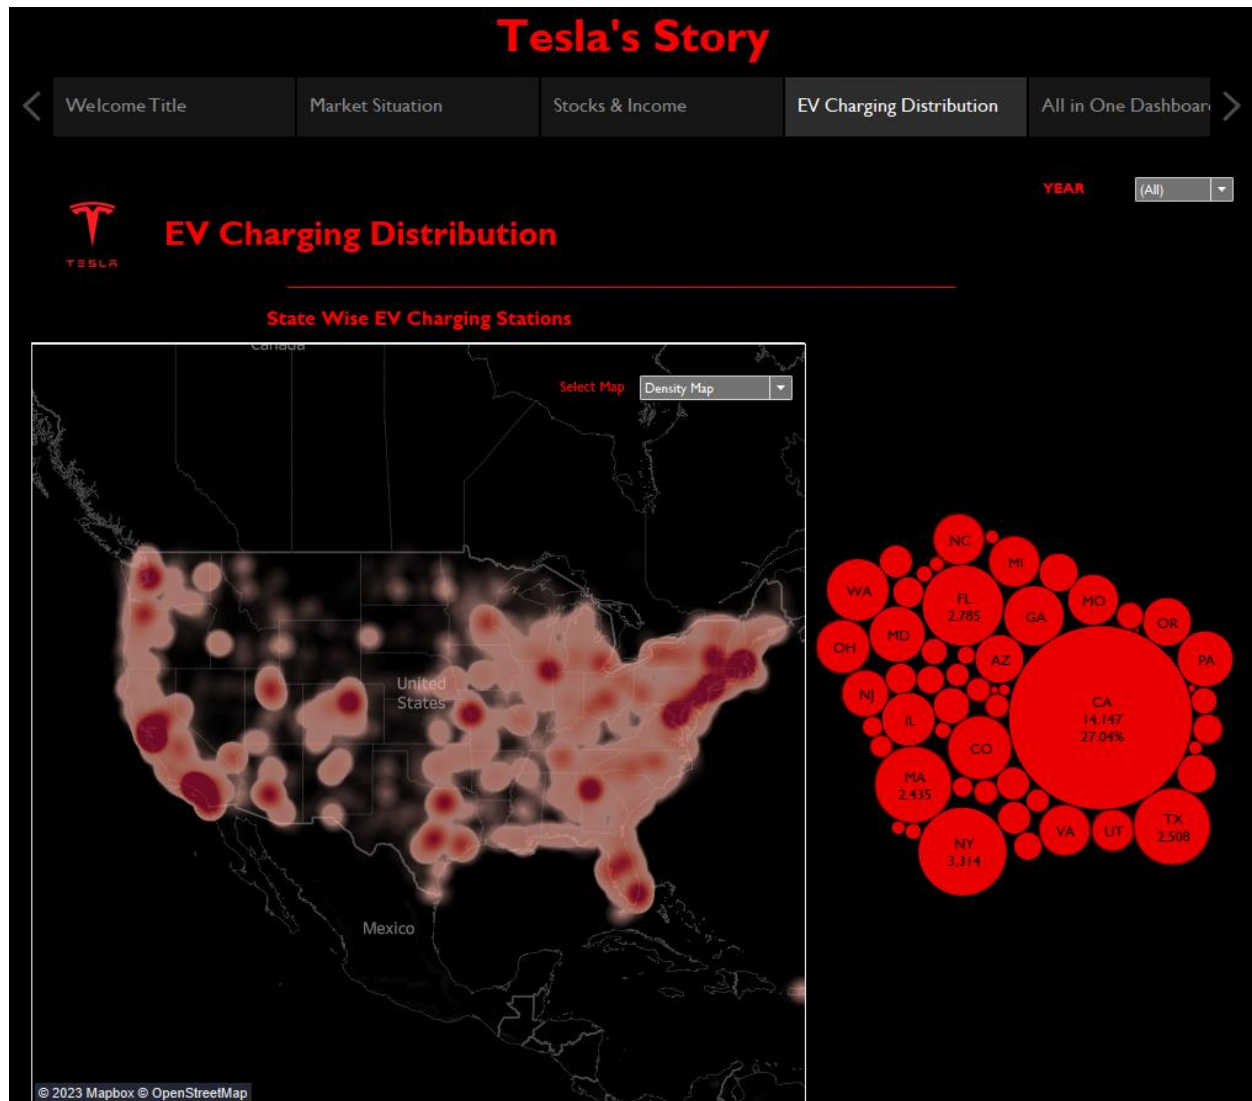 Tesla's Story
Welcome Title
Market Situation
Stocks & Income
EV Charging Distribution
All in One Dashboar
YEAR
(All)
TESLA
EV Charging Distribution
State Wise EV Charging Stations
Canada
Select Map
Density Map
United
States
Mexico
© 2023 Mapbox © OpenStreetMap
NC
MI
WA
FL
2,785
MO
GA
OR
MD
OH
AZ
PA
NJ
IL
CA
14,147
27.04%
CO
MA
2,435
NY
3,314
VA
UT
TX
2,508